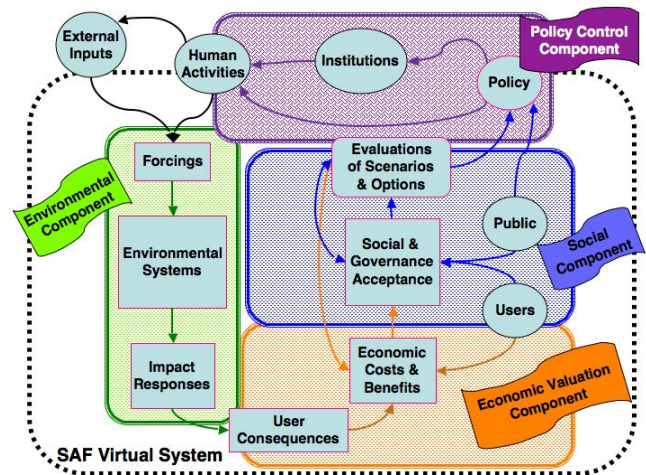 External
Inputs
Human
Activities
Institutions
Policy Control
Component
Policy
Forcings
Evaluations
of Scenarios
& Options
Environmental
Component
Environmental
Systems
Public
Social &
Governance
Acceptance
Social
Component
Users
Impact
Responses
Economic
Costs &
Benefits
Economic Valuation
Component
User
Consequences
SAF Virtual System